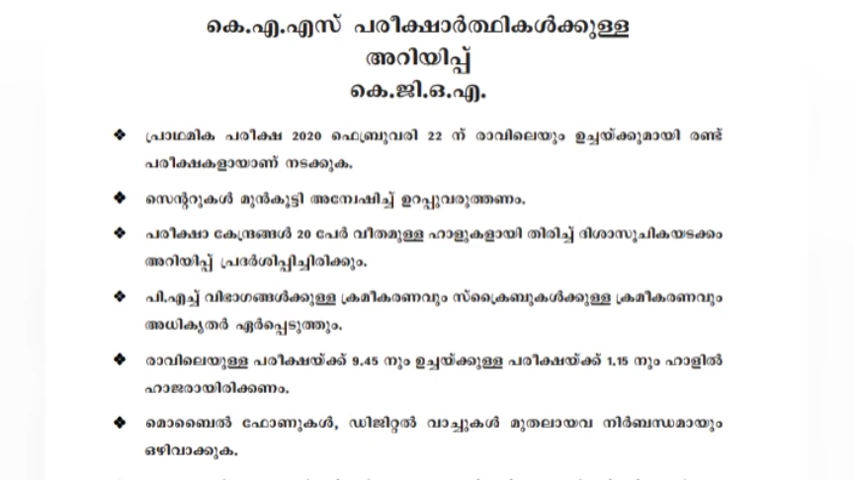 കെ.എ.എസ് പരീക്ഷാർത്ഥികൾക്കുള്ള
അറിയിപ്പ്
കെ.ജി.ഒ.എ.
❖ പ്രാഥമിക പരീക്ഷ 2020 ഫെബ്രുവരി 22 ന് രാവിലെയും ഉച്ചയ്ക്കുമായി രണ്ട്
പരീക്ഷകളായാണ് നടക്കുക.
❖ സെന്ററുകൾ മുൻകൂട്ടി അന്വേഷിച്ച് ഉറപ്പുവരുത്തണം.
❖ പരീക്ഷാ കേന്ദ്രങ്ങൾ 20 പേർ വീതമുള്ള ഹാളുകളായി തിരിച്ച് ദിശാസൂചികയടക്കം
അറിയിപ്പ് പ്രദർശിപ്പിച്ചിരിക്കും.
❖ പി.എച്ച് വിഭാഗങ്ങൾക്കുള്ള ക്രമീകരണവും സ്ക്രൈബുകൾക്കുള്ള ക്രമീകരണവും
അധികൃതർ ഏർപ്പെടുത്തും.
❖ രാവിലെയുള്ള പരീക്ഷയ്ക്ക് 9.45 നും ഉച്ചയ്ക്കുള്ള പരീക്ഷയ്ക്ക് 1.15 നും ഹാളിൽ
ഹാജരായിരിക്കണം.
❖ മൊബൈൽ ഫോണുകൾ, ഡിജിറ്റൽ വാച്ചുകൾ മുതലായവ നിർബന്ധമായും
ഒഴിവാക്കുക.